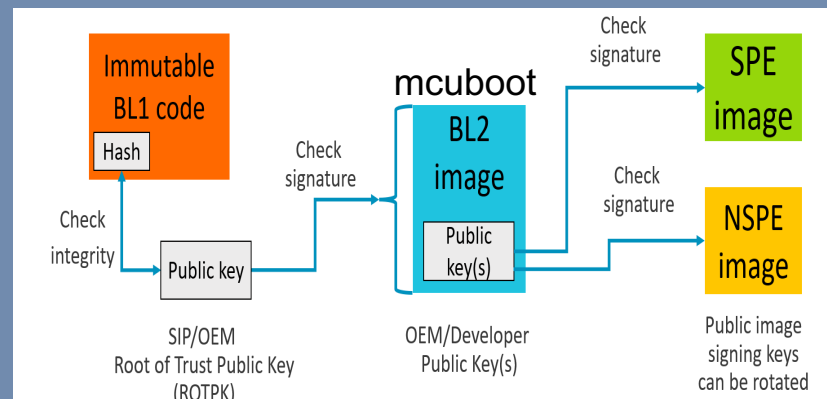 Immutable
BL1 code
Hash
Check
integrity
Public key
SIP/OEM
Root of Trust Public Key
(ROTPK)
Check
signature
mcuboot
BL2
image
Public
key(s)
OEM/Developer
Public Key(s)
Check
signature
SPE
image
Check
signature
NSPE
image
Public image
signing keys
can be rotated